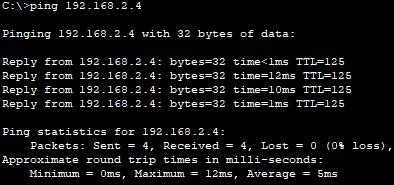 C:\>ping 192.168.2.4
Pinging 192.168.2.4 with 32 bytes of data:
Reply from 192.168.2.4: bytes=32 time<1ms TTL=125
Reply from 192.168.2.4: bytes=32 time=12ms TTL=125
Reply from 192.168.2.4: bytes=32 time=10ms TTL=125
Reply from 192.168.2.4: bytes=32 time=1ms TTL=125
Ping statistics for 192.168.2.4:
Packets: Sent = 4, Received = 4, Lost = 0 (0% loss),
Approximate round trip times in milli-seconds:
Minimum = 0ms, Maximum = 12ms, Average = 5ms